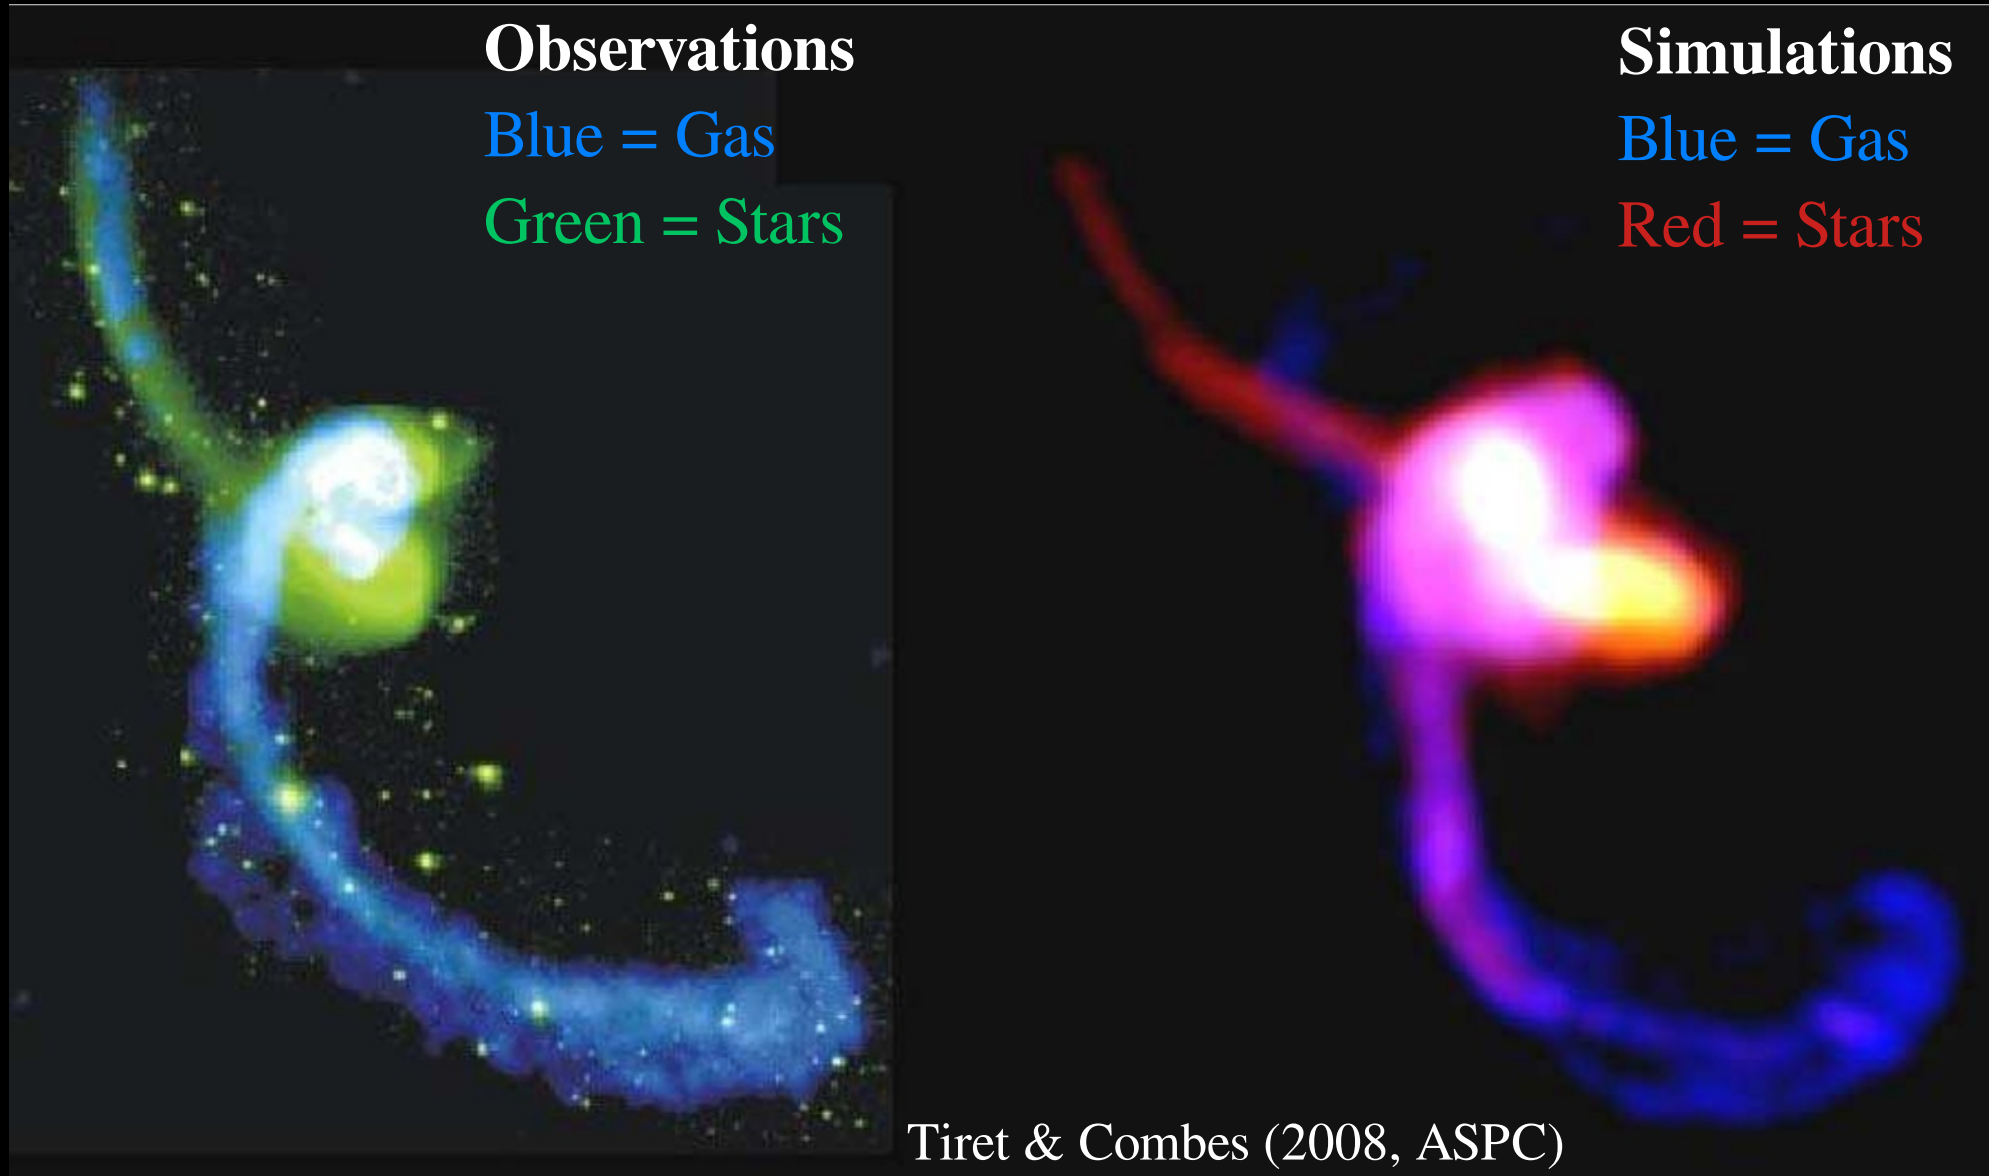 Observations
Blue = Gas
Green = Stars
Simulations
Blue = Gas
Red = Stars
Tiret & Combes (2008, ASPC)